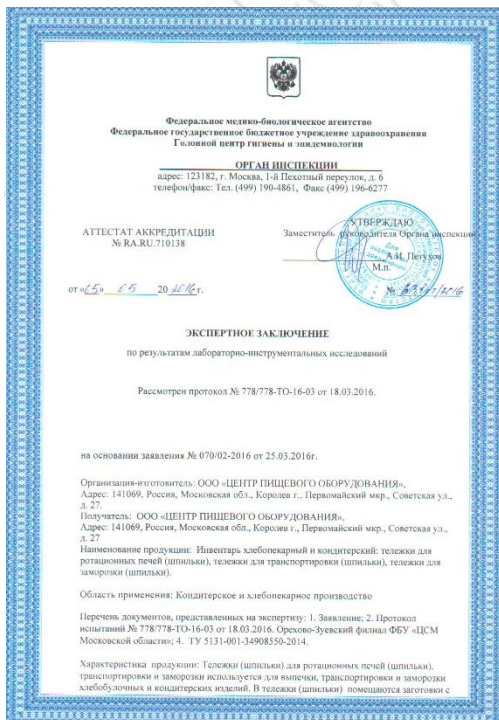 Федеральное медико-биологическое агентство
Федеральное государственное бюджетное учреждение здравоохранения
Головной центр гигиены и эпидемиологии
ОРГАН ИНСПЕКЦИИ
адрес: 123182, г. Москва, 1-й Пехотный переулок, д. 6
телефон/факс: Тел. (499) 190-4861, Факс (499) 196-6277
УТВЕРЖДАЮ
АТТЕСТАТ АККРЕДИТАЦИИ
Заместитель руководителя Органа инспекции
№ RA.RU.710138
Для
А.И. Петухов
М.п.
от «05» 05 20 2016 г.
ЭКСПЕРТНОЕ ЗАКЛЮЧЕНИЕ
по результатам лабораторно-инструментальных исследований
Рассмотрен протокол № 778/778-ТО-16-03 от 18.03.2016.
на основании заявления № 070/02-2016 от 25.03.2016г.
Организация-изготовитель: ООО «ЦЕНТР ПИЩЕВОГО ОБОРУДОВАНИЯ»,
Адрес: 141069, Россия, Московская обл., Королев г., Первомайский мкр., Советская ул.,
д. 27.
Получатель: ООО «ЦЕНТР ПИЩЕВОГО ОБОРУДОВАНИЯ»,
Адрес: 141069, Россия, Московская обл., Королев г., Первомайский мкр., Советская ул.,
д. 27
Наименование продукции: Инвентарь хлебопекарный и кондитерский: тележки для
ротационных печей (шпильки), тележки для транспортировки (шпильки), тележки для
заморозки (шпильки).
Область применения: Кондитерское и хлебопекарное производство
Перечень документов, представленных на экспертизу: 1. Заявление; 2. Протокол
испытаний № 778/778-ТО-16-03 от 18.03.2016. Орехово-Зуевский филиал ФБУ «ЦСМ
Московской области»; 4. ТУ 5131-001-34908550-2014.
Характеристика продукции: Тележки (шпильки) для ротационных печей (шпильки),
транспортировки и заморозки используется для выпечки, транспортировки и заморозки
хлебобулочных и кондитерских изделий. В тележки (шпильки) помещаются заготовки с